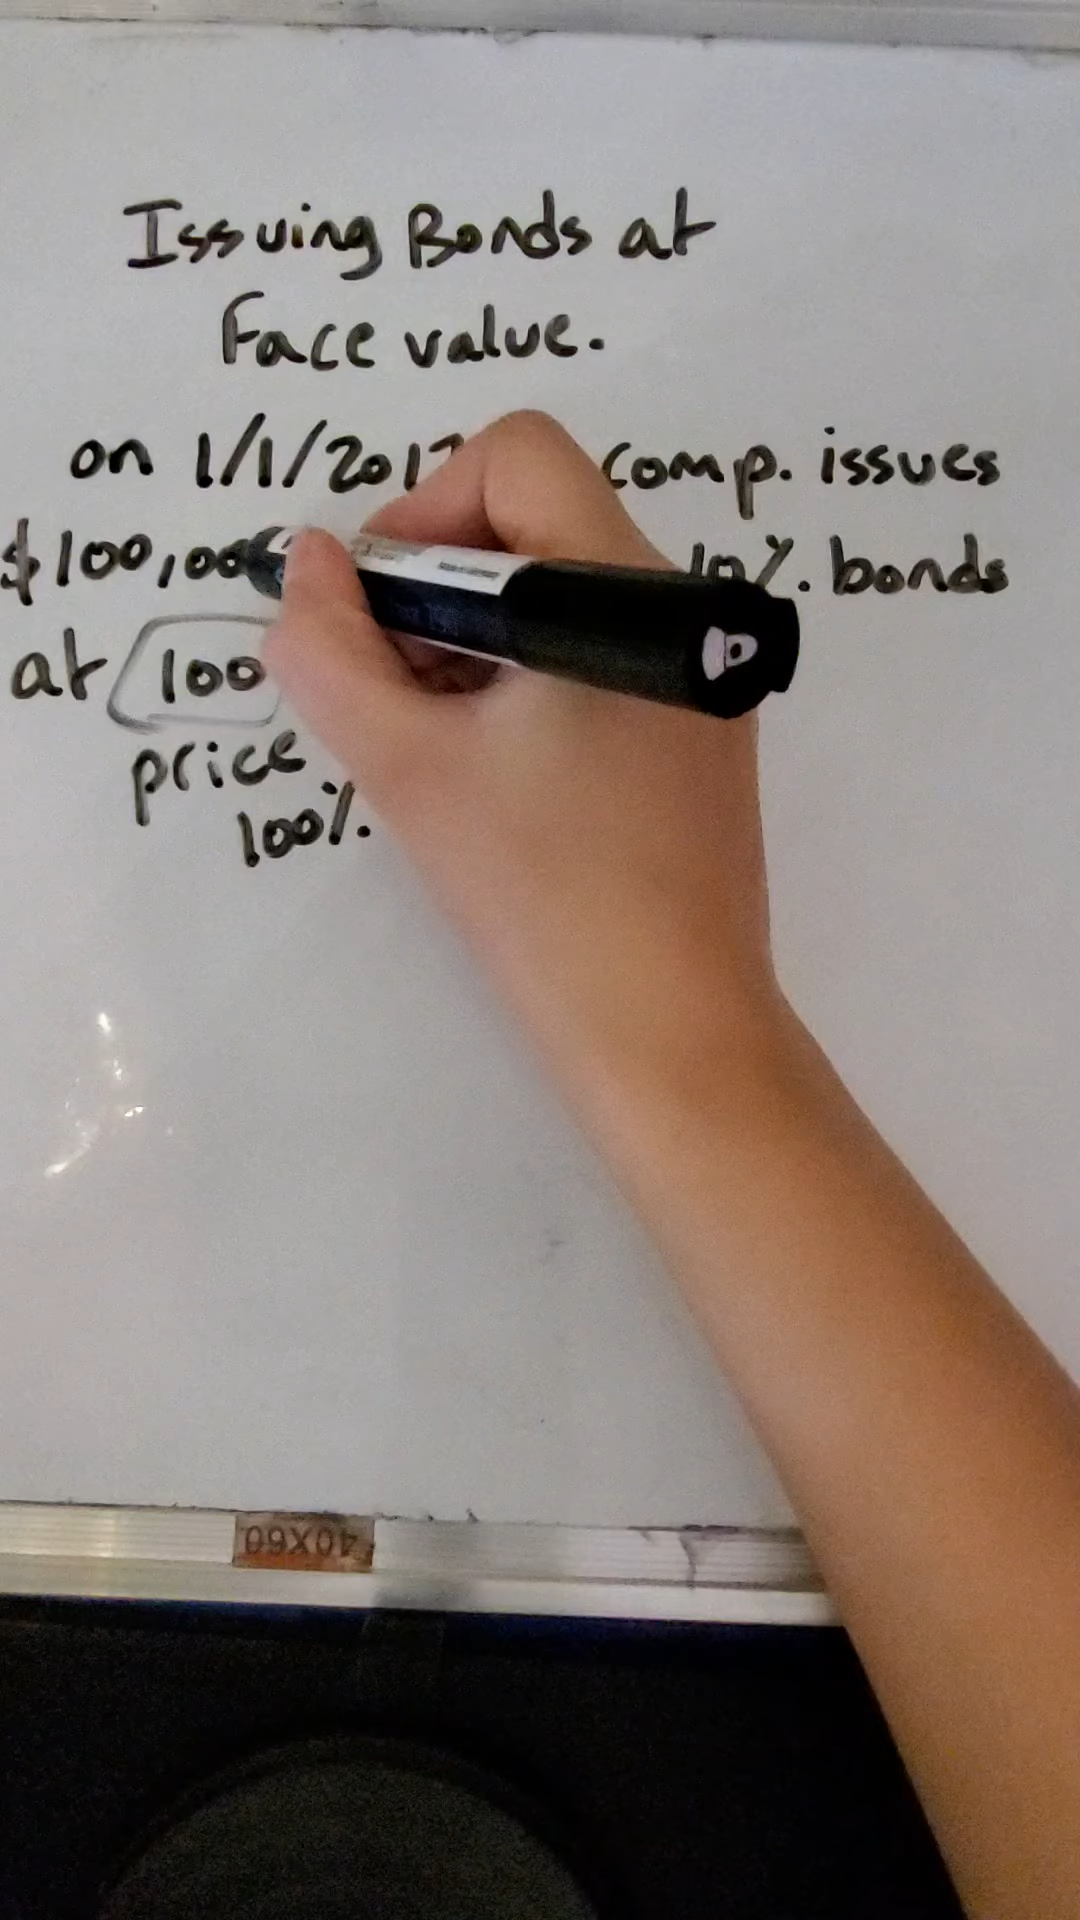 Issuing Bonds at
Face value.
on 1/1/201 comp. issues
$100,00 10% bonds
at 100
price
100%.
40X60